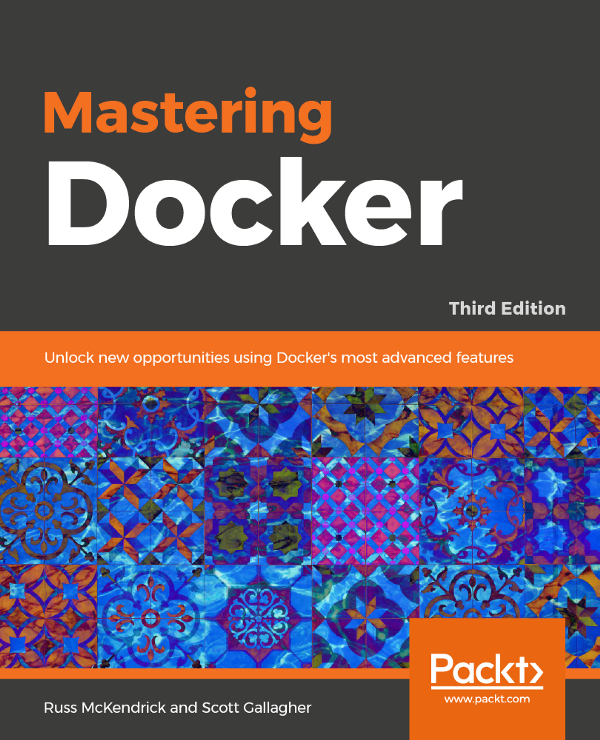 Mastering
Docker
Third Edition
Unlock new opportunities using Docker's most advanced features
Packt>
www.packt.com
Russ McKendrick and Scott Gallagher